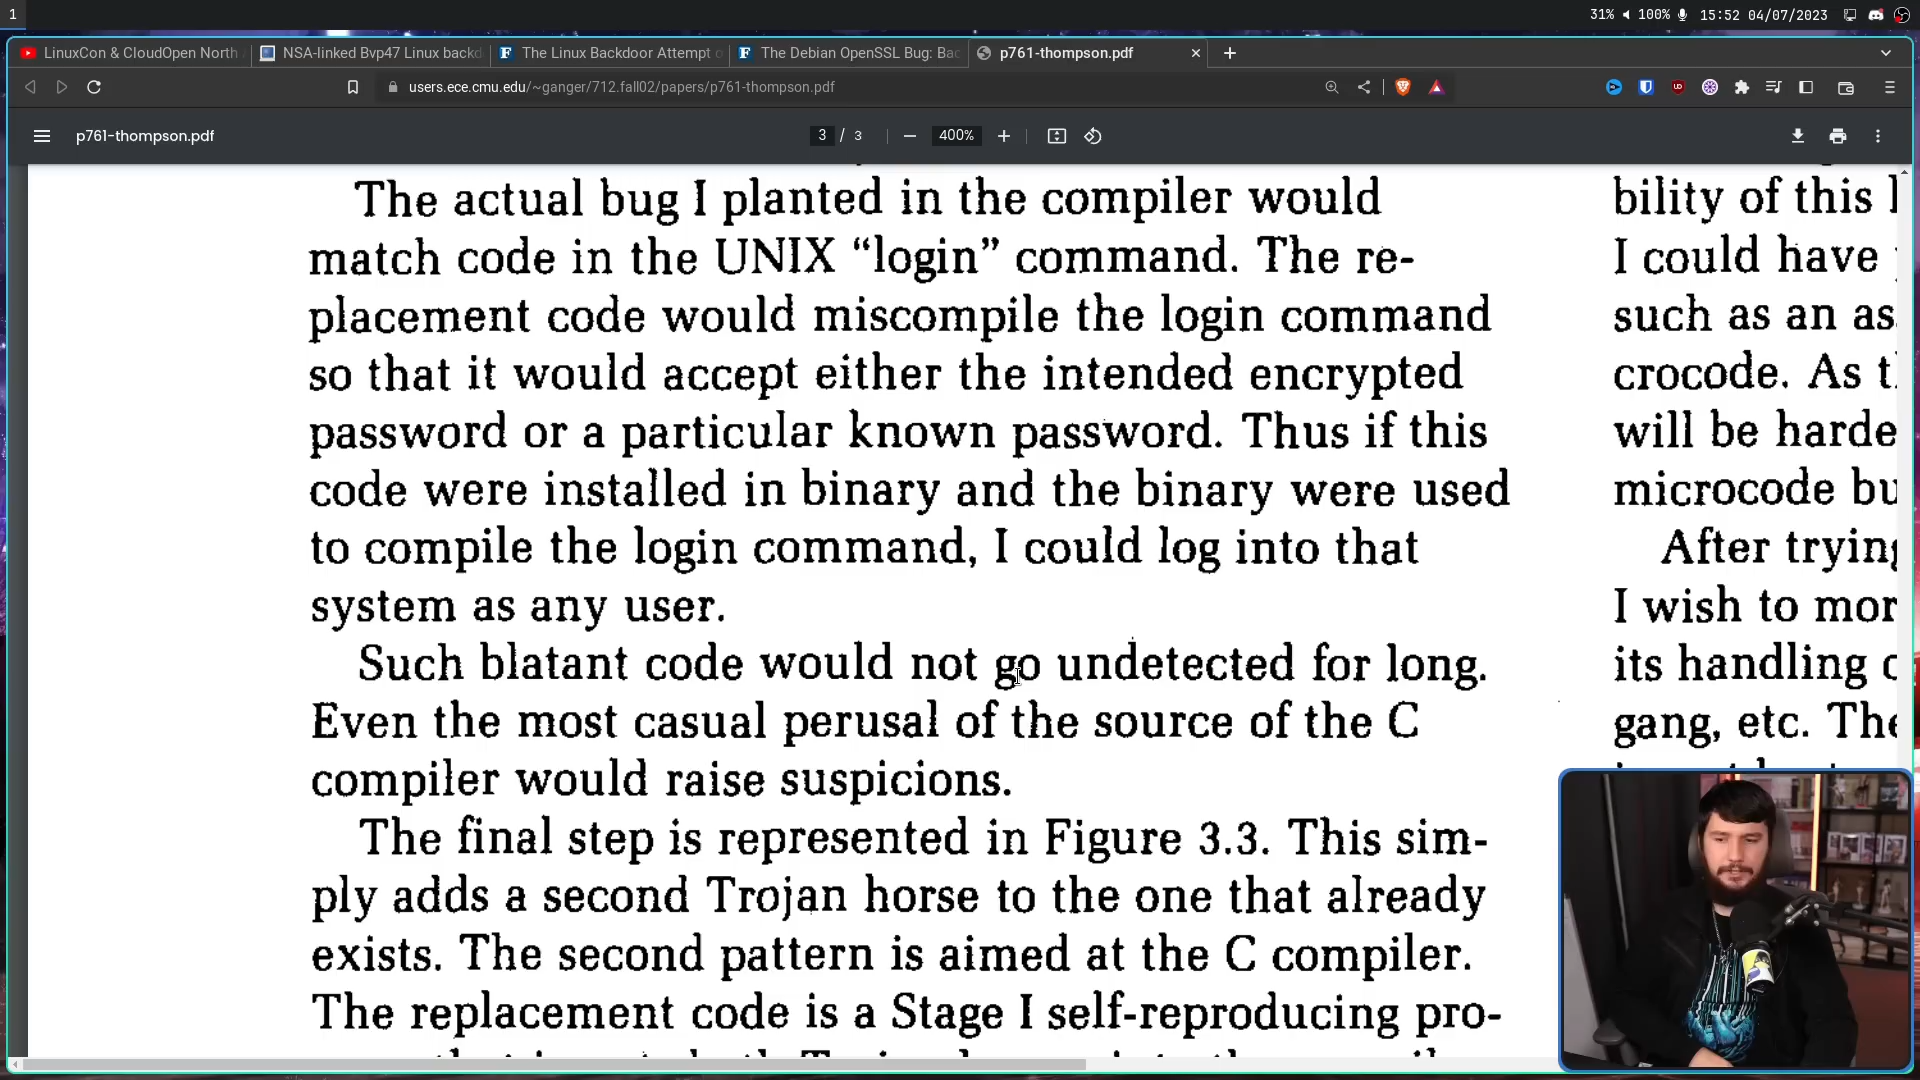 1
31% 100% 15:52 04/07/2023
LinuxCon & CloudOpen North
NSA-linked Bvp47 Linux backd
The Linux Backdoor Attempt o
The Debian OpenSSL Bug: Bac
p761-thompson.pdf
users.ece.cmu.edu/~ganger/712.fall02/papers/p761-thompson.pdf
p761-thompson.pdf
3 / 3
400%
The actual bug I planted in the compiler would
match code in the UNIX “login” command. The re-
placement code would miscompile the login command
so that it would accept either the intended encrypted
password or a particular known password. Thus if this
code were installed in binary and the binary were used
to compile the login command, I could log into that
system as any user.
Such blatant code would not go undetected for long.
Even the most casual perusal of the source of the C
compiler would raise suspicions.
The final step is represented in Figure 3.3. This sim-
ply adds a second Trojan horse to the one that already
exists. The second pattern is aimed at the C compiler.
The replacement code is a Stage I self-reproducing pro-
bility of this
I could have
such as an as
crocode. As t
will be harde
microcode bu
After trying
I wish to mor
its handling
gang, etc. The